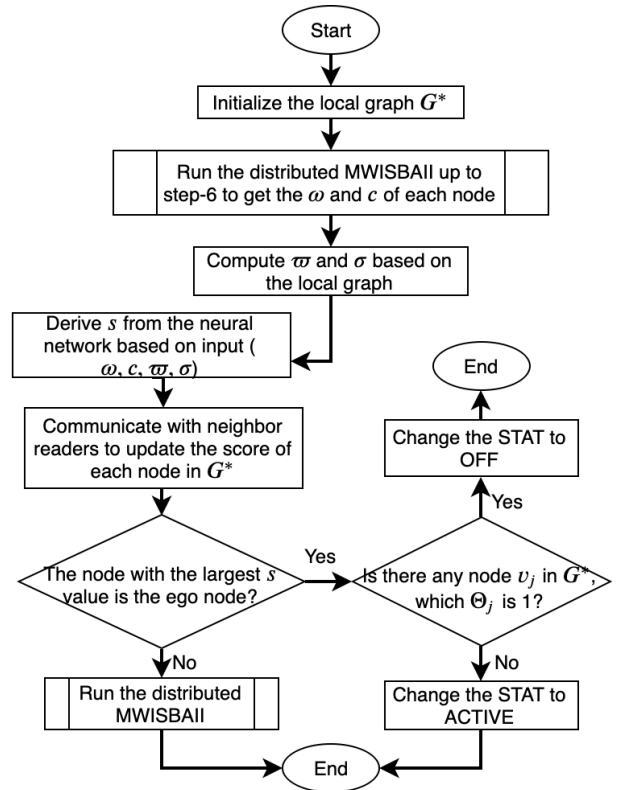 Start
Initialize the local graph G*
Run the distributed MWISBAII up to
step-6 to get the ω and c of each node
Compute ϖ and σ based on
the local graph
Derive s from the neural
network based on input (
ω, c, ϖ, σ)
Communicate with neighbor
readers to update the score of
each node in G*
The node with the largest s
value is the ego node?
Yes
No
Run the distributed
MWISBAII
End
Change the STAT to
OFF
Yes
Is there any node vⱼ in G*,
which Θⱼ is 1?
No
Change the STAT to
ACTIVE
End